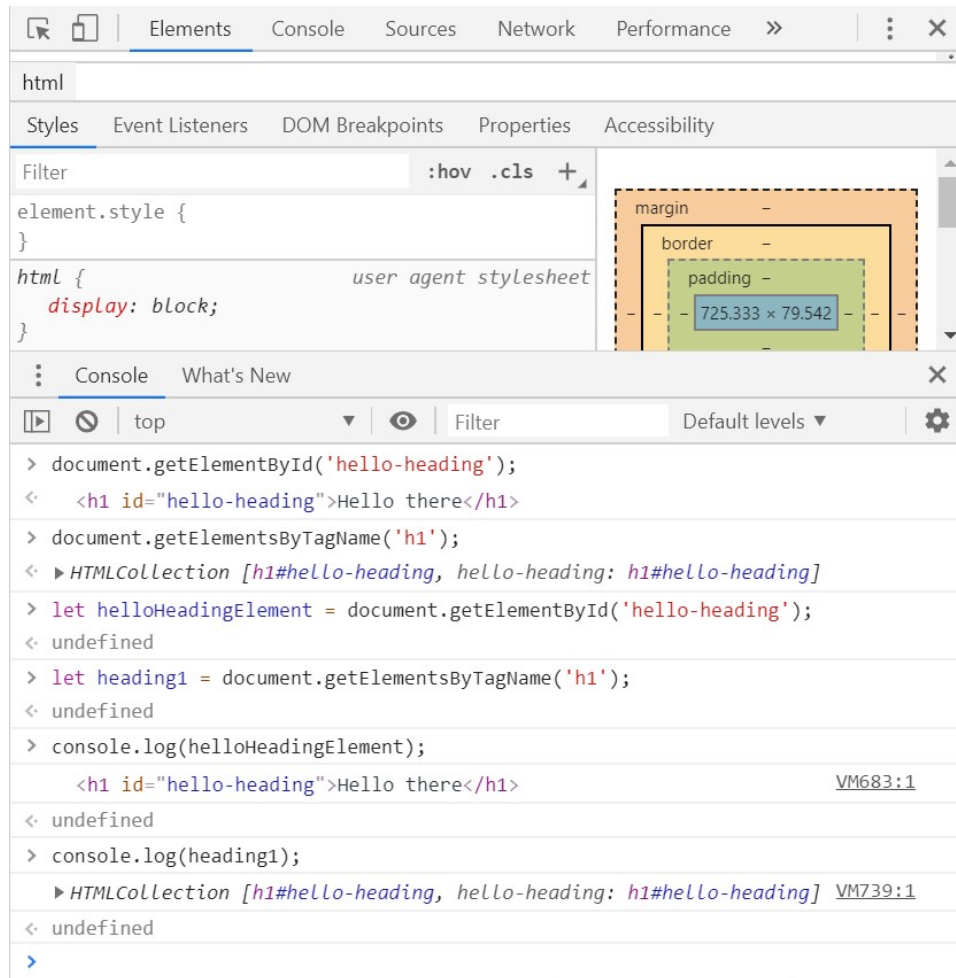 Elements Console Sources Network Performance »
html
Styles Event Listeners DOM Breakpoints Properties Accessibility
Filter :hov .cls +
element.style {
}
html { user agent stylesheet
display: block;
}
margin –
border –
padding –
– – – 725.333 × 79.542 – – –
–
Console What's New
top Filter Default levels ▼
> document.getElementById('hello-heading');
<h1 id="hello-heading">Hello there</h1>
> document.getElementsByTagName('h1');
▶ HTMLCollection [h1#hello-heading, hello-heading: h1#hello-heading]
> let helloHeadingElement = document.getElementById('hello-heading');
undefined
> let heading1 = document.getElementsByTagName('h1');
undefined
> console.log(helloHeadingElement);
<h1 id="hello-heading">Hello there</h1> VM683:1
undefined
> console.log(heading1);
▶ HTMLCollection [h1#hello-heading, hello-heading: h1#hello-heading] VM739:1
undefined
>